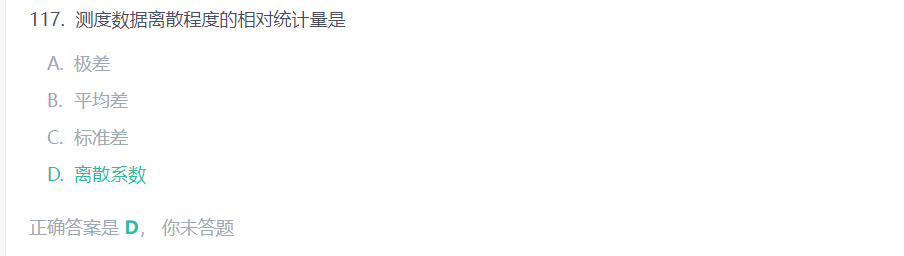 117. 测度数据离散程度的相对统计量是
A. 极差
B. 平均差
C. 标准差
D. 离散系数
正确答案是 D， 你未答题